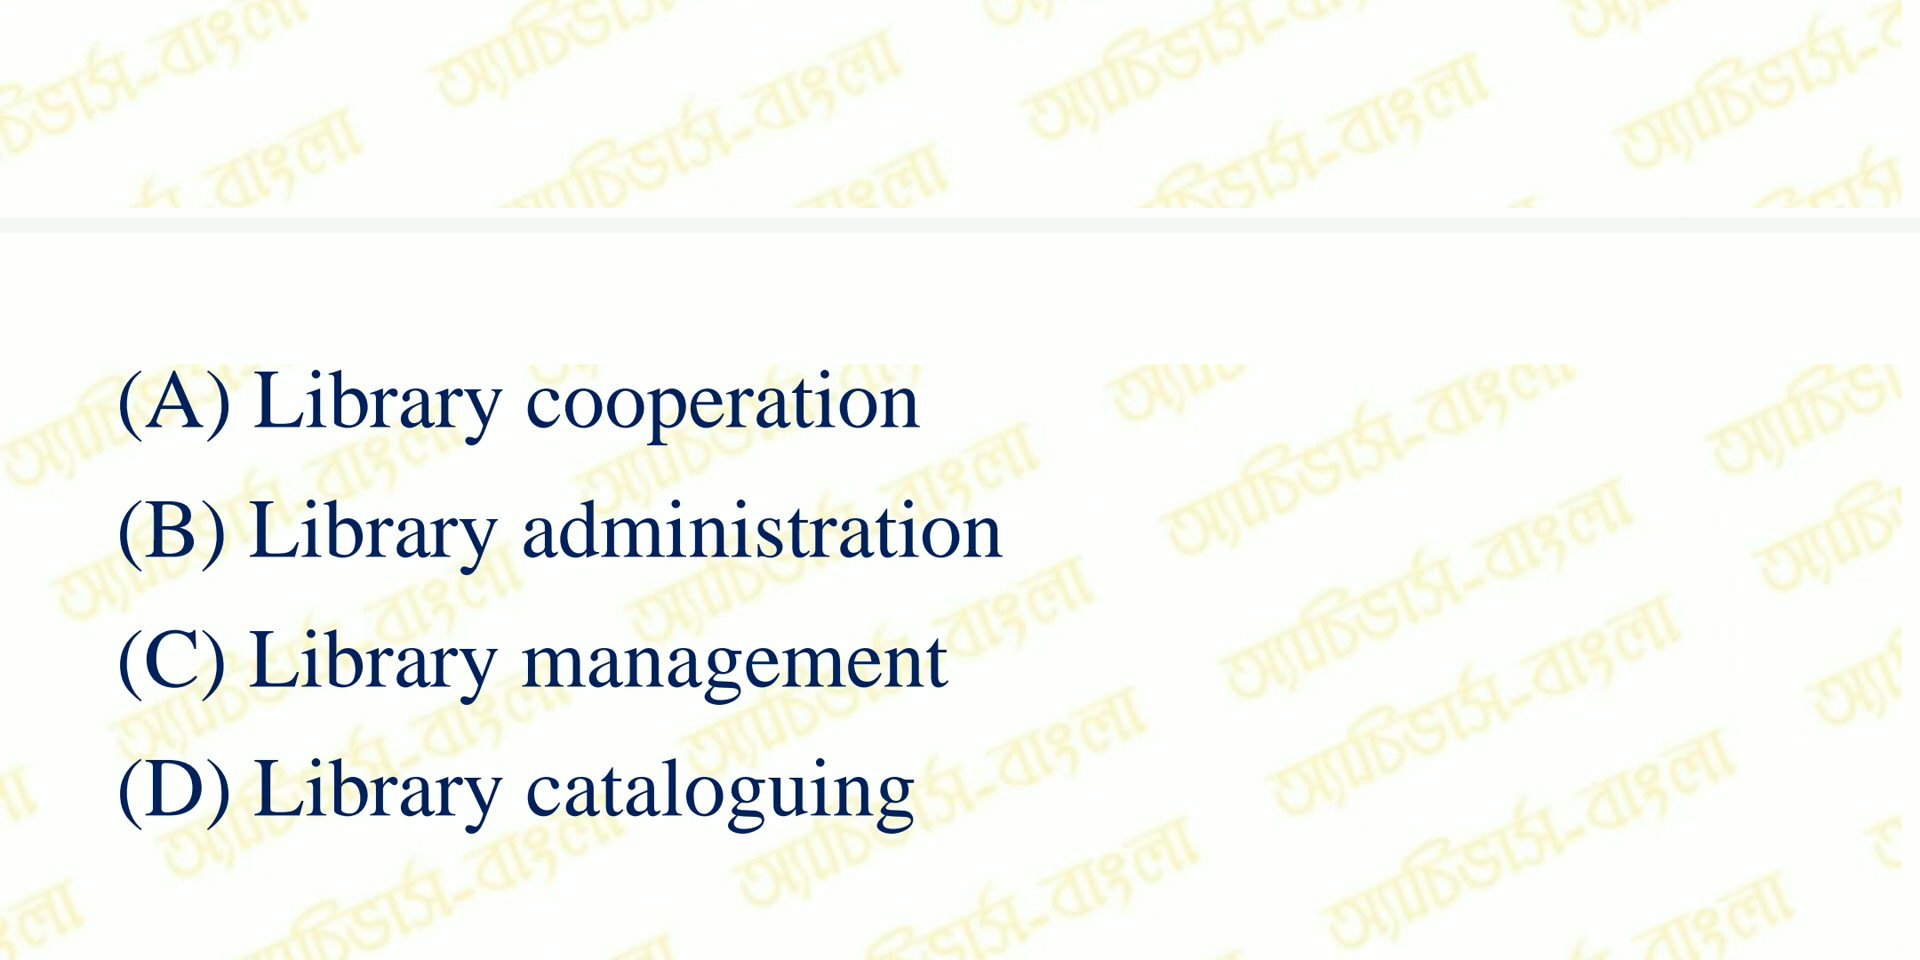 (A) Library cooperation
(B) Library administration
(C) Library management
(D) Library cataloguing